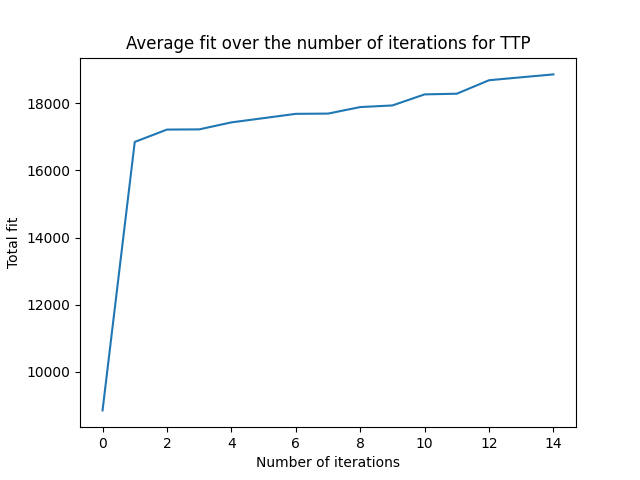 Average fit over the number of iterations for TTP
Total fit
18000
16000
14000
12000
10000
0 2 4 6 8 10 12 14
Number of iterations